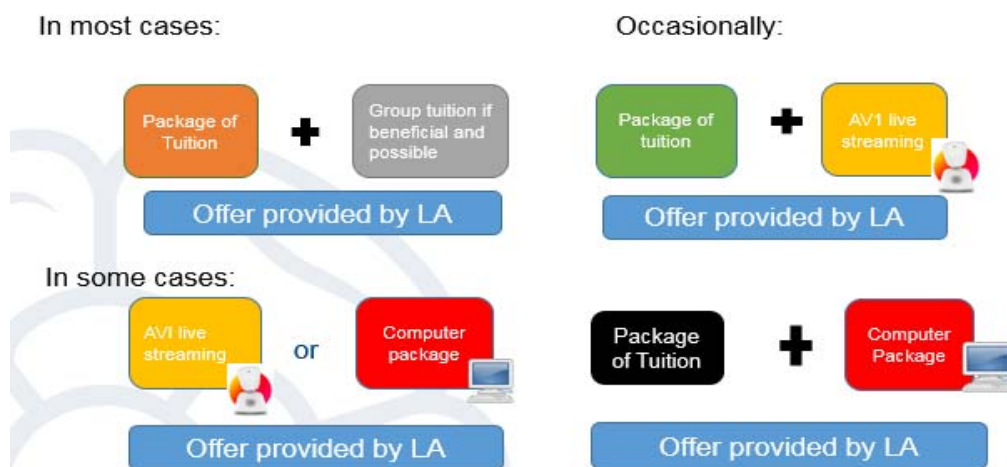 In most cases:
Package of
Tuition
Group tuition if
beneficial and
possible
Offer provided by LA
Occasionally:
Package of
tuition
AV1 live
streaming
Offer provided by LA
In some cases:
AVI live
streaming
or
Computer
package
Offer provided by LA
Package
of Tuition
Computer
Package
Offer provided by LA